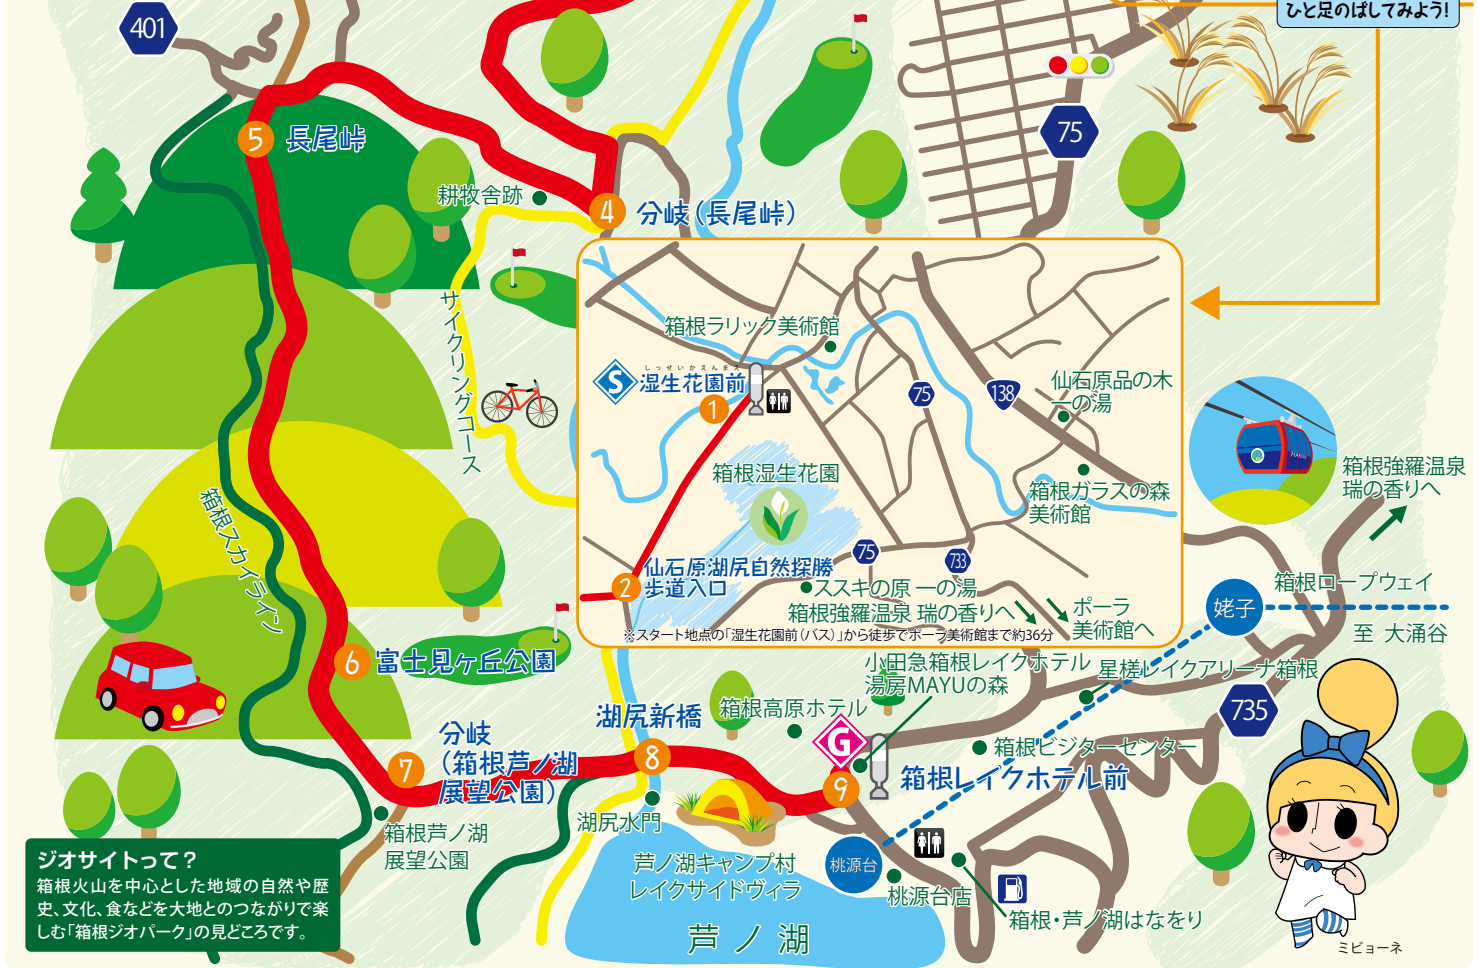 401
ひと足のばしてみよう!
75
5
長尾峠
耕牧舎跡
4
分岐(長尾峠)
サイクリングコース
箱根ラリック美術館
S
しっせいかえんまえ
湿生花園前
1
75
138
仙石原品の木
一の湯
箱根湿生花園
箱根ガラスの森
美術館
箱根強羅温泉
瑞の香りへ
箱根スカイライン
75
733
仙石原湖尻自然探勝
歩道入口
2
ススキの原 一の湯
箱根強羅温泉 瑞の香りへ
ポーラ
美術館へ
※スタート地点の「湿生花園前(バス)」から徒歩でポーラ美術館まで約36分
姥子
箱根ロープウェイ
至 大涌谷
6
富士見ヶ丘公園
小田急箱根レイクホテル
湯房MAYUの森
星槎レイクアリーナ箱根
735
湖尻新橋
箱根高原ホテル
G
分岐
(箱根芦ノ湖
展望公園)
7
8
箱根ビジターセンター
9
箱根レイクホテル前
湖尻水門
箱根芦ノ湖
展望公園
芦ノ湖キャンプ村
レイクサイドヴィラ
桃源台
桃源台店
箱根・芦ノ湖はなをり
芦ノ湖
ジオサイトって?
箱根火山を中心とした地域の自然や歴
史、文化、食などを大地とのつながりで楽
しむ「箱根ジオパーク」の見どころです。
ミビョーネ